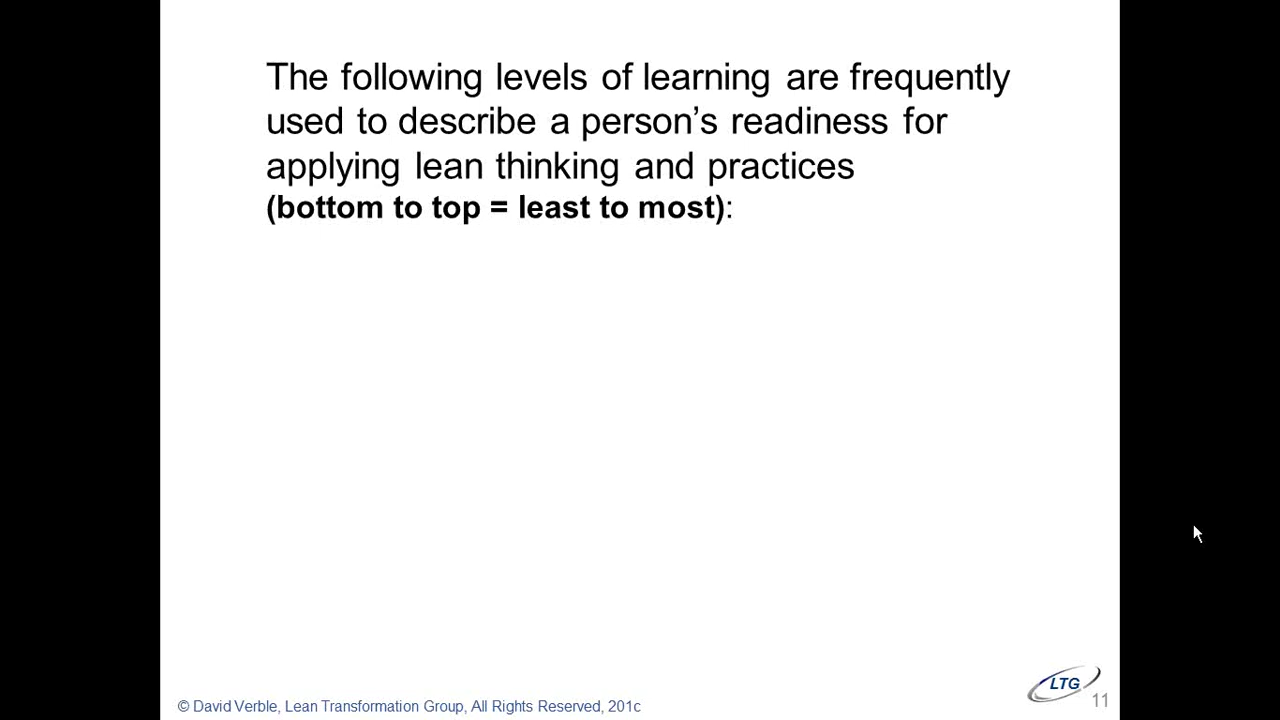 The following levels of learning are frequently
used to describe a person’s readiness for
applying lean thinking and practices
(bottom to top = least to most):
© David Verble, Lean Transformation Group, All Rights Reserved, 201c
LTG
11